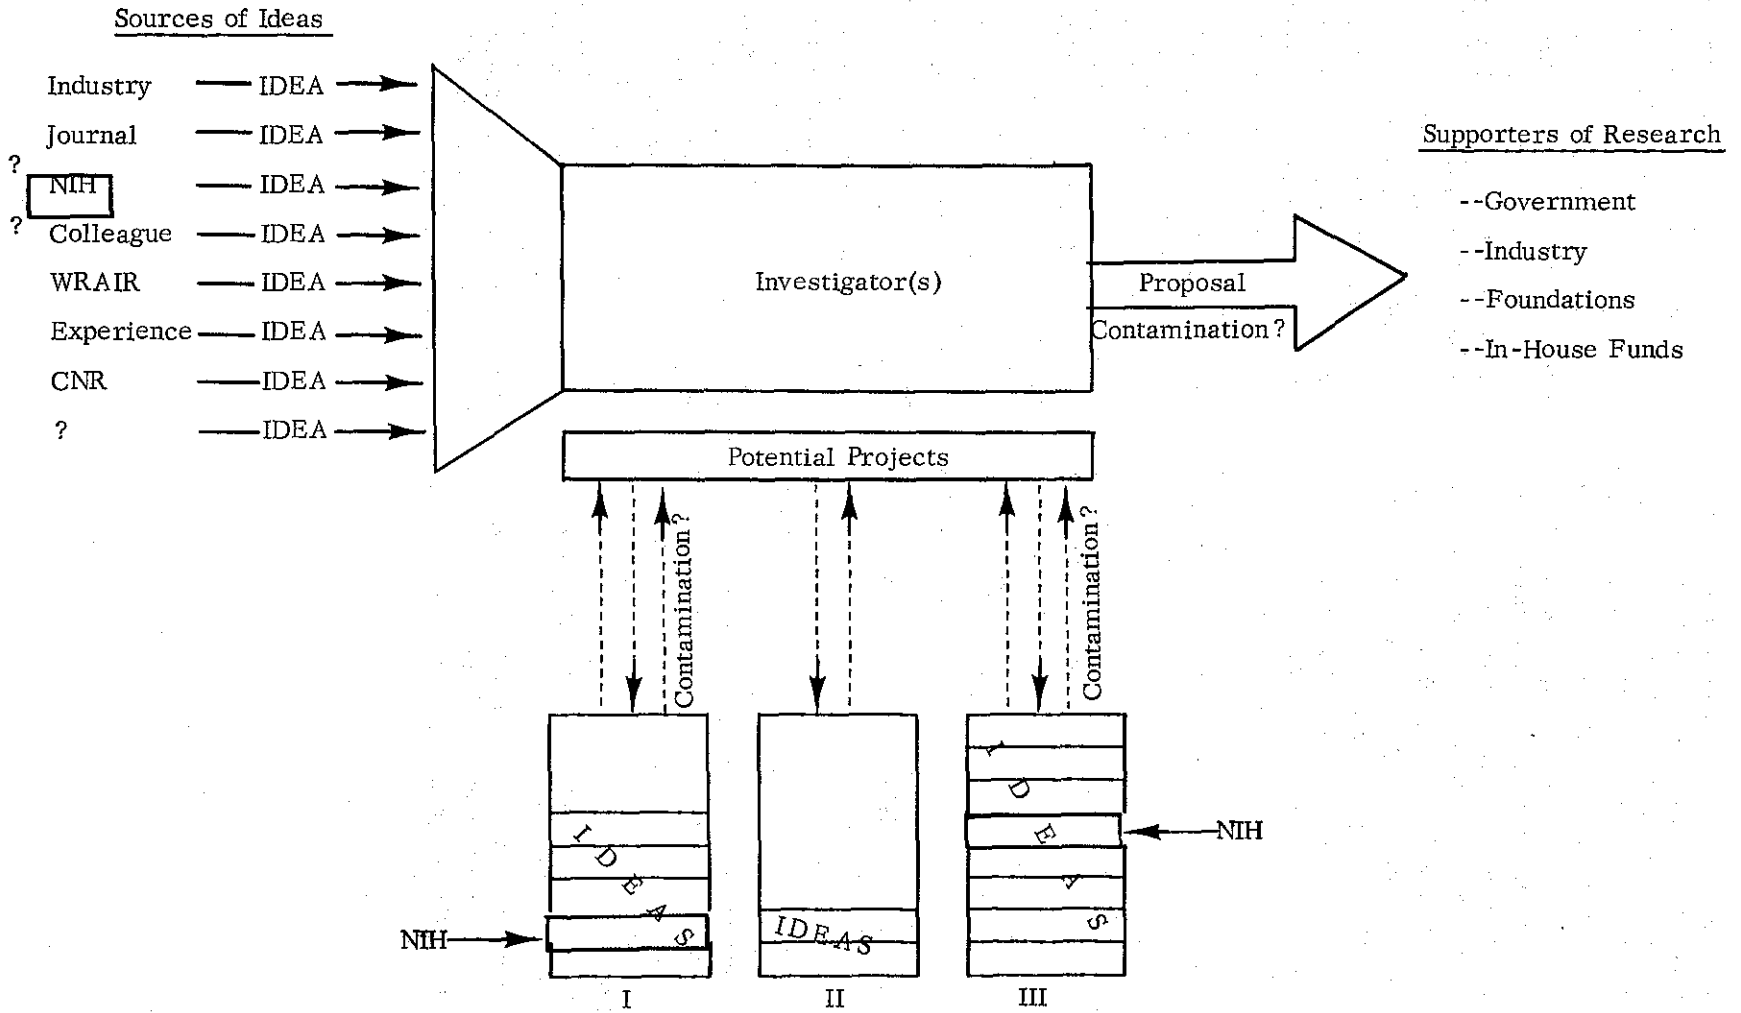 Sources of Ideas
Industry IDEA
Journal IDEA
?
NIH IDEA
?
Colleague IDEA
WRAIR IDEA
Experience IDEA
CNR IDEA
? IDEA
Investigator(s)
Proposal
Contamination?
Supporters of Research
--Government
--Industry
--Foundations
--In-House Funds
Potential Projects
Contamination?
Contamination?
IDEAS
NIH
I
IDEAS
II
IDEAS
NIH
III